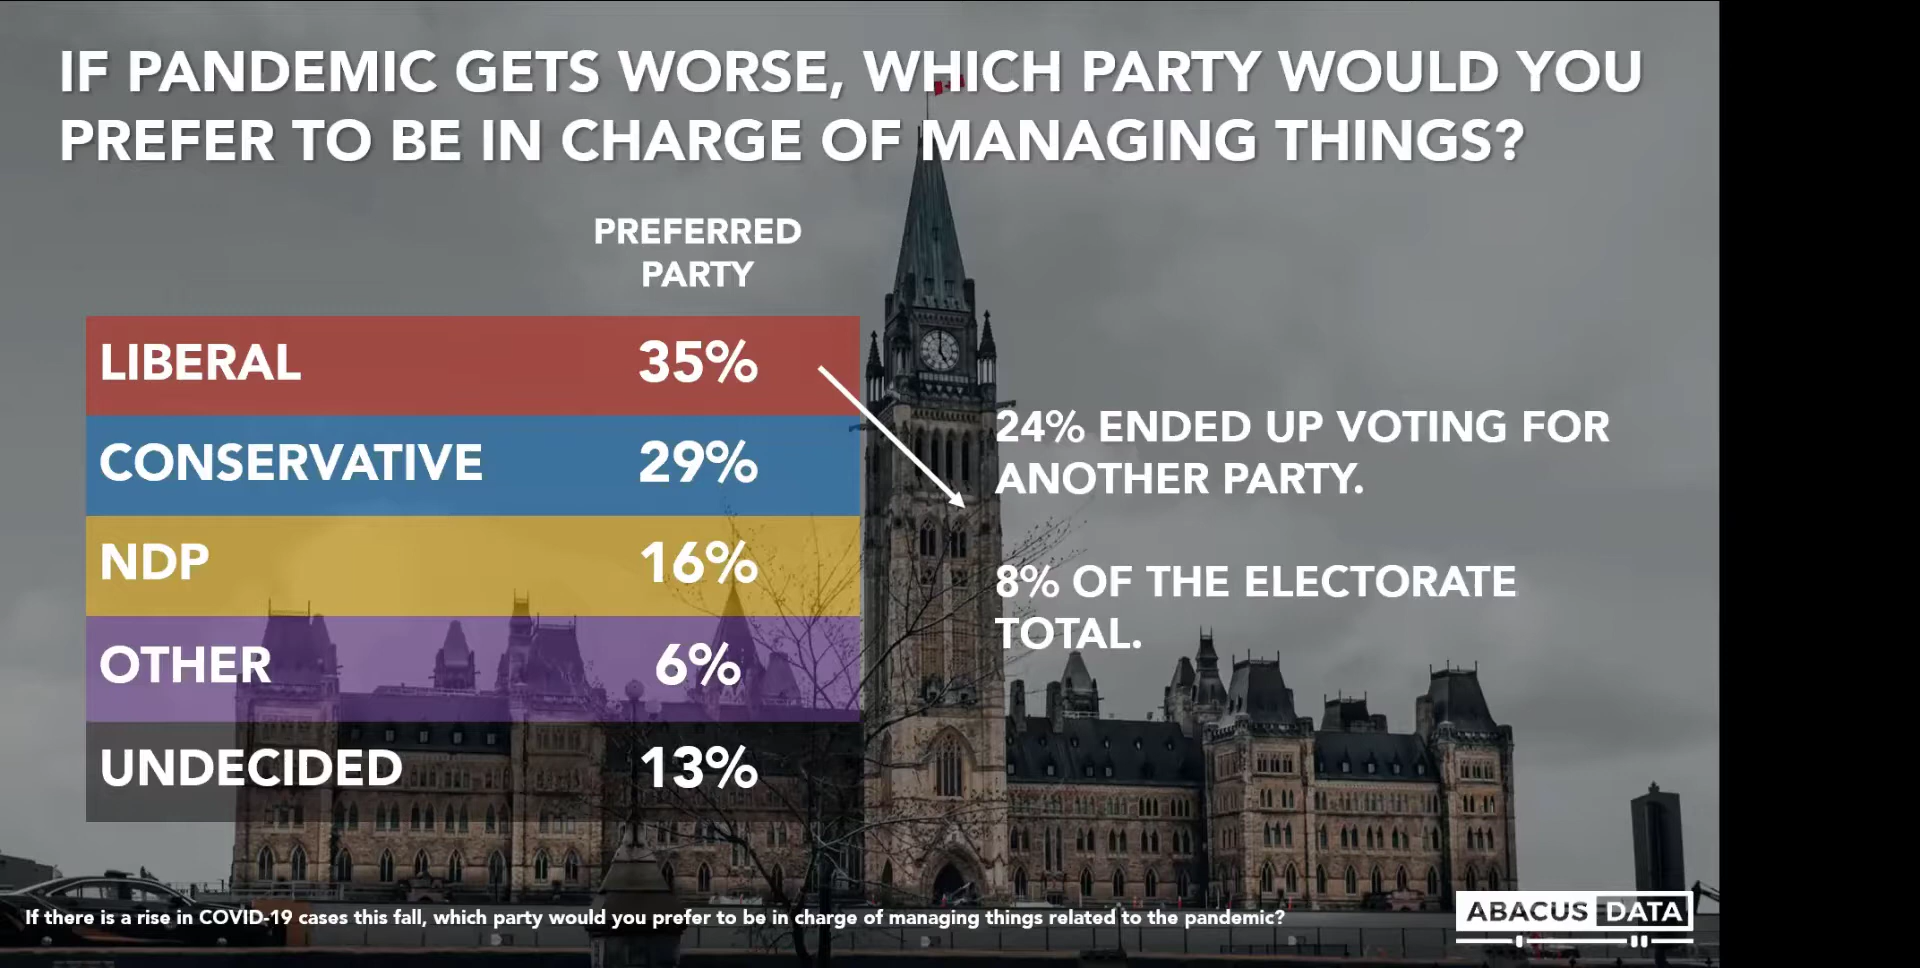 IF PANDEMIC GETS WORSE, WHICH PARTY WOULD YOU
PREFER TO BE IN CHARGE OF MANAGING THINGS?
PREFERRED
PARTY
LIBERAL 35%
CONSERVATIVE 29%
NDP 16%
OTHER 6%
UNDECIDED 13%
24% ENDED UP VOTING FOR
ANOTHER PARTY.
8% OF THE ELECTORATE
TOTAL.
If there is a rise in COVID-19 cases this fall, which party would you prefer to be in charge of managing things related to the pandemic?
ABACUS DATA